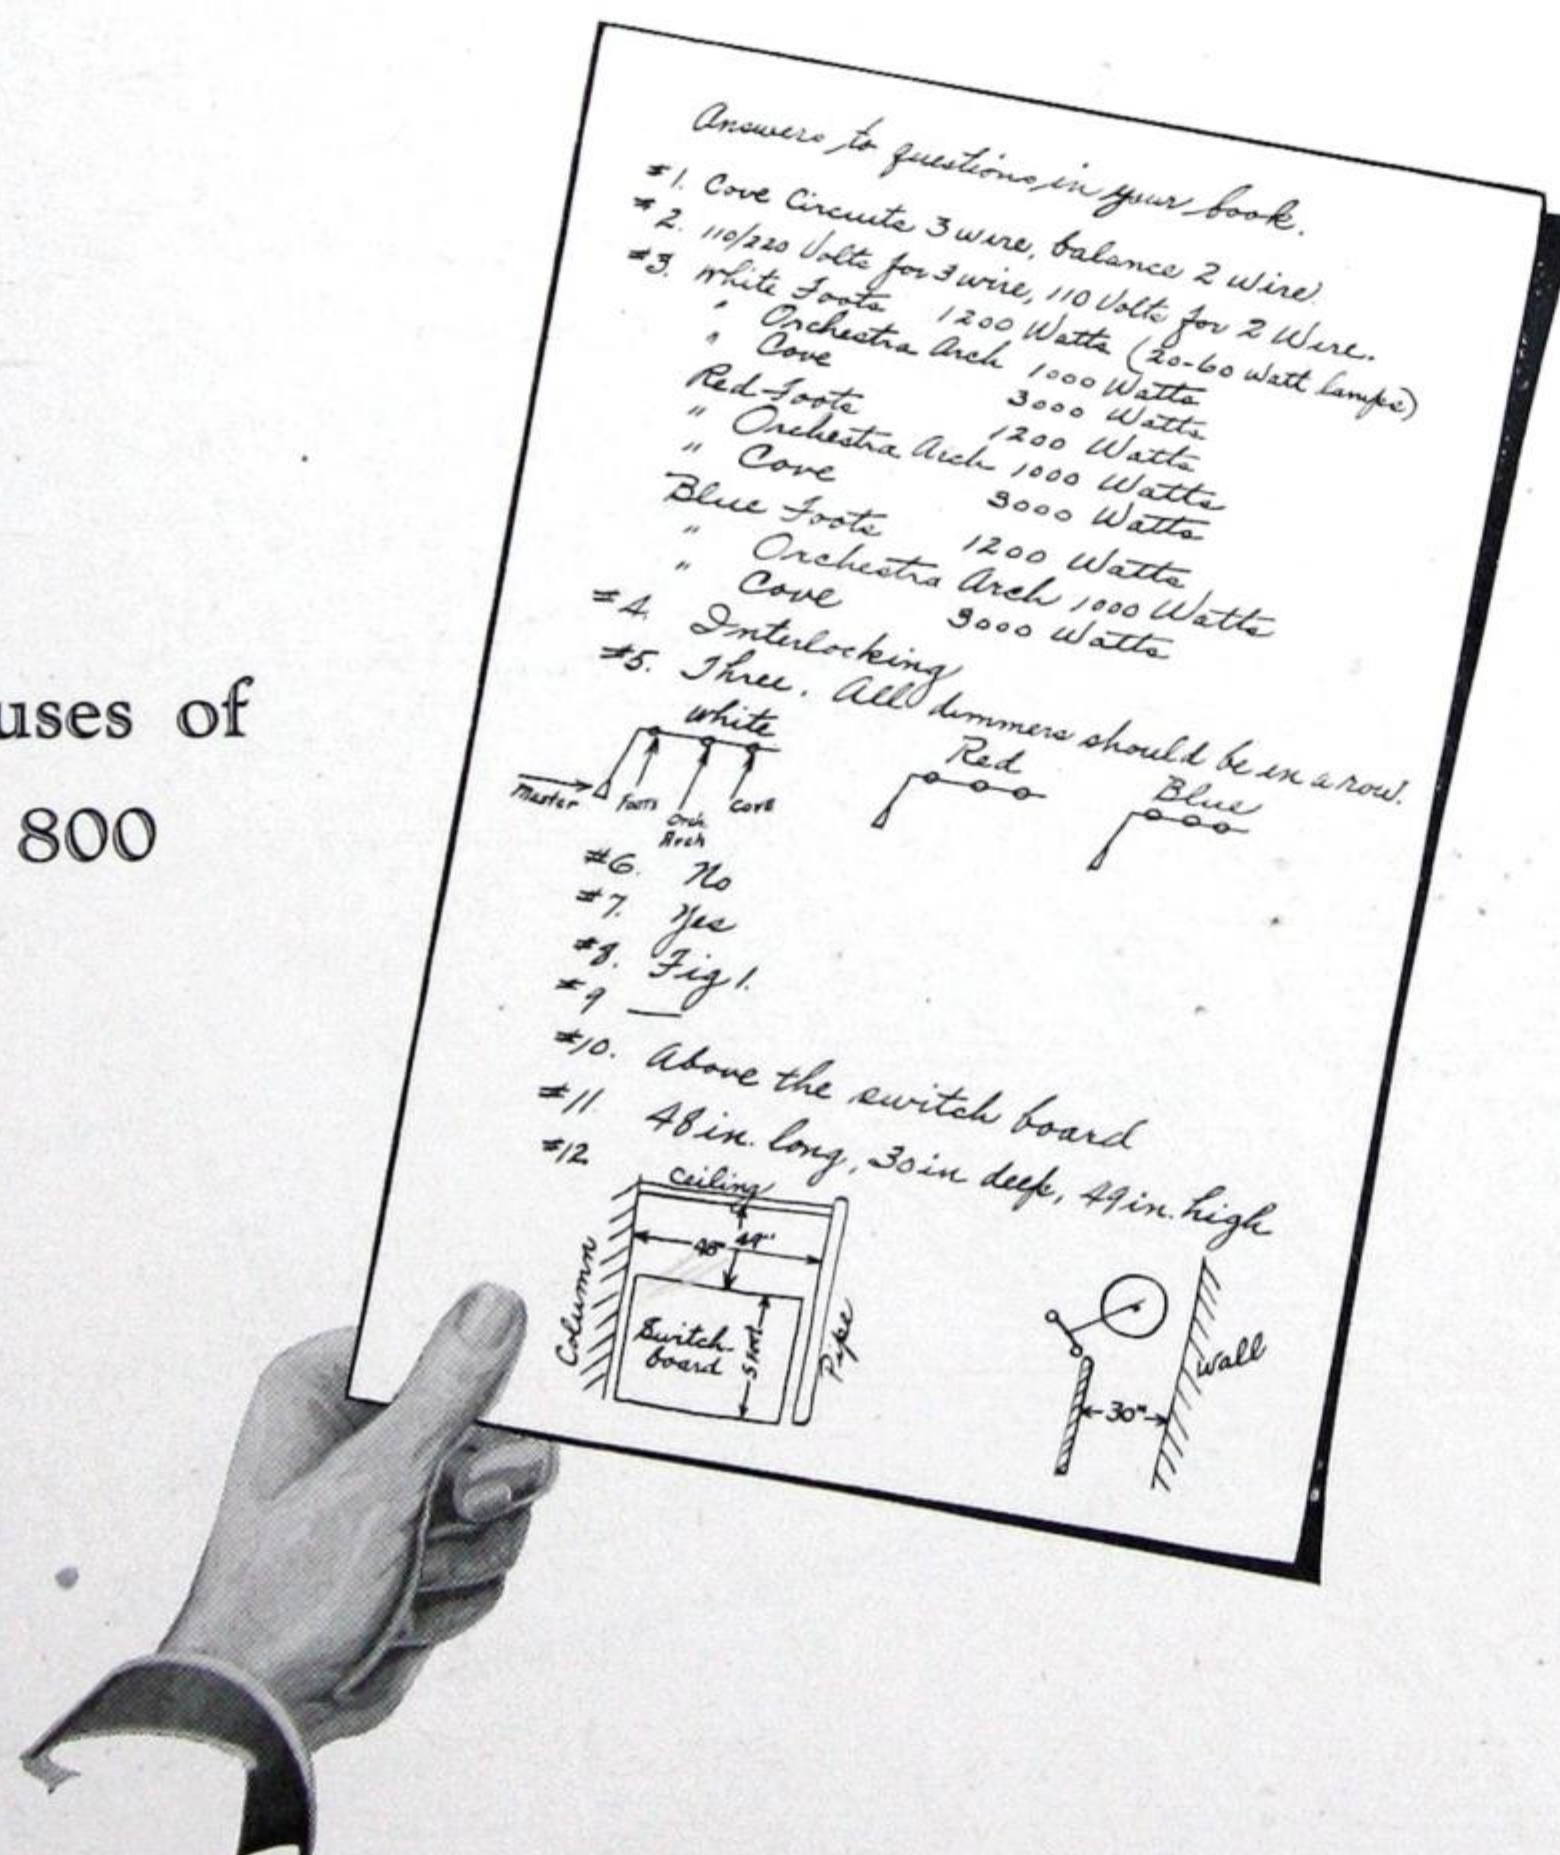 uses of
800
Answers to questions in your book.
#1. Cove Circuits 3 wire, balance 2 wire.
#2. 110/220 Volts for 3 wire, 110 Volts for 2 Wire.
#3. White Foots 1200 Watts (20-60 Watt lamps)
" Orchestra Arch 1000 Watts
" Cove 3000 Watts
Red Foots 1200 Watts
" Orchestra Arch 1000 Watts
" Cove 3000 Watts
Blue Foots 1200 Watts
" Orchestra Arch 1000 Watts
" Cove 3000 Watts
#4. Interlocking
#5. Three. All dimmers should be in a row.
White Red Blue
Master Foots Orch Arch Cove
#6. No
#7. Yes
#8. Fig 1.
#9 —
#10. Above the switch board
#11. 48 in. long, 30 in deep, 49 in. high
#12.
Ceiling
48" 49"
Column
Switch
board
5 foot
Pipe
30"
Wall